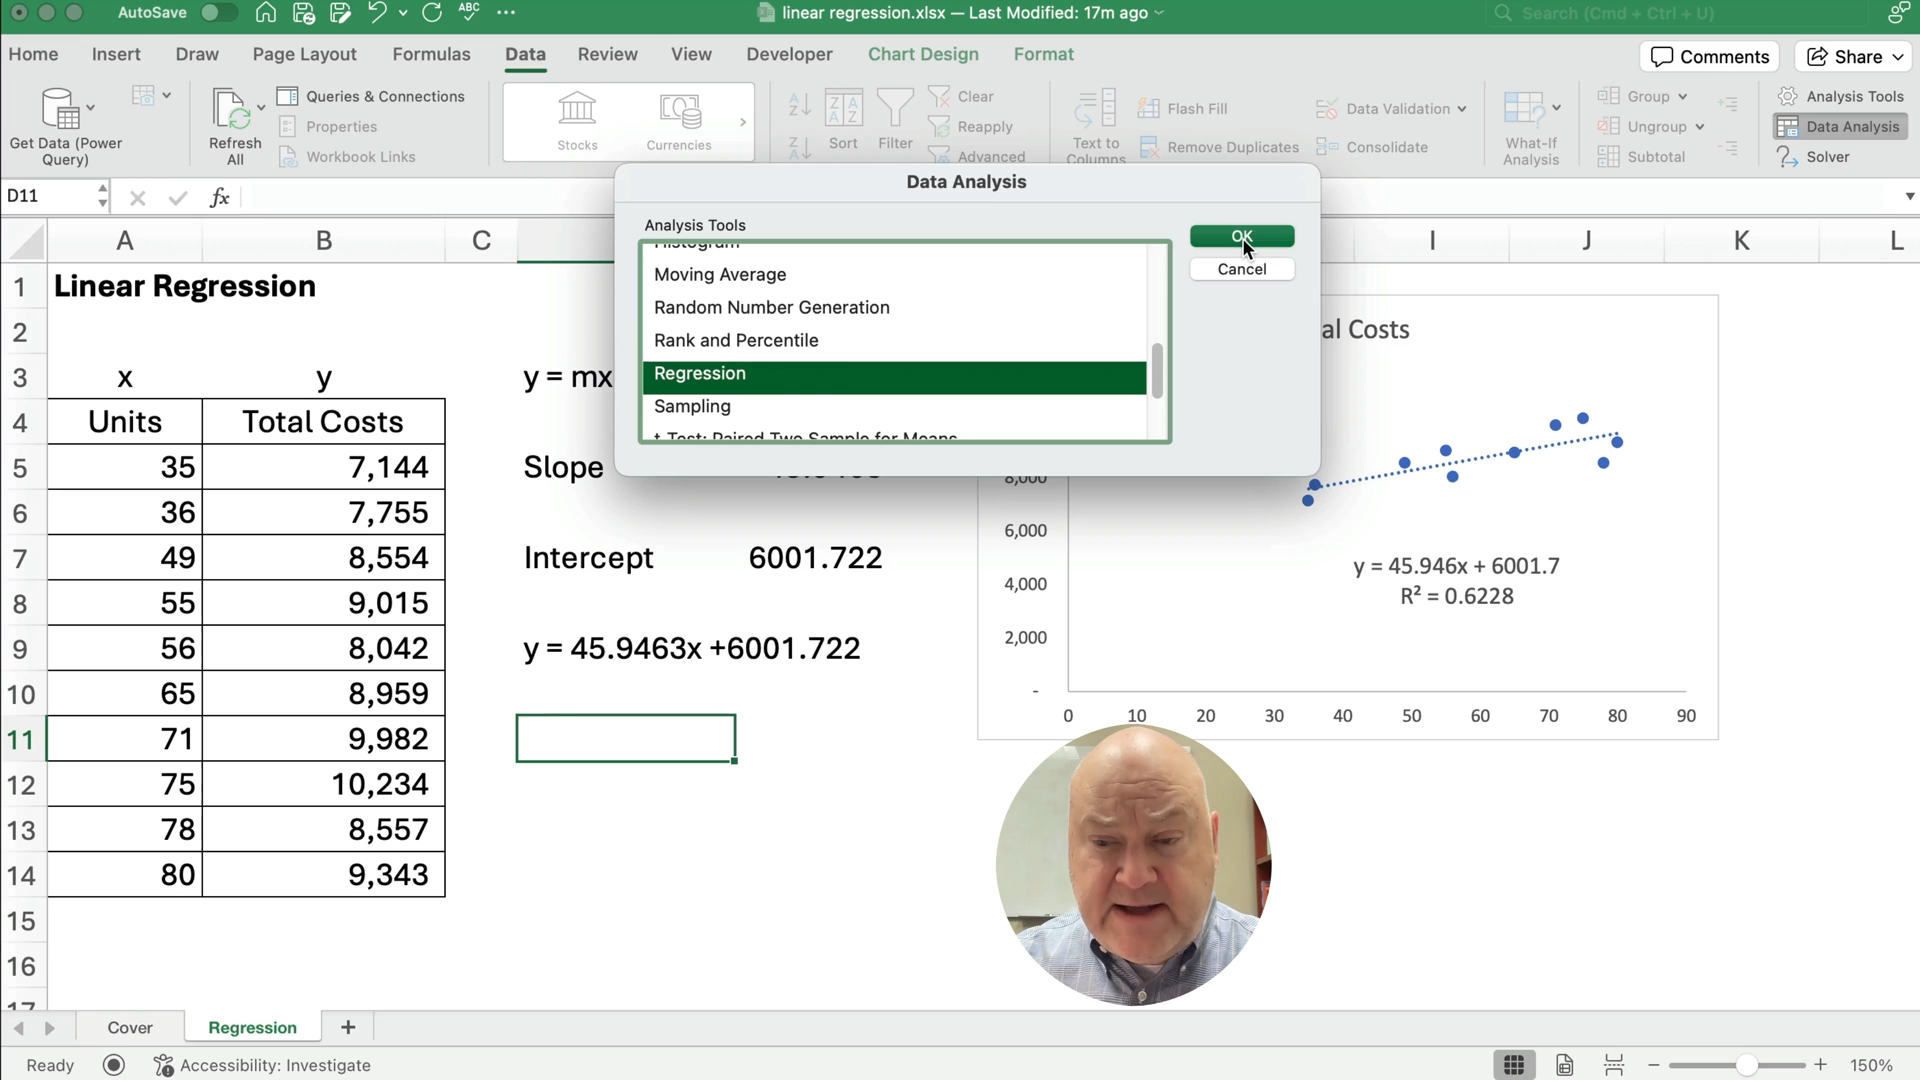 AutoSave
ABC
linear regression.xlsx — Last Modified: 17m ago
Search (Cmd + Ctrl + U)
Home Insert Draw Page Layout Formulas Data Review View Developer Chart Design Format
Comments
Share
Get Data (Power Query)
Refresh All
Queries & Connections
Properties
Workbook Links
Stocks
Currencies
Sort
Filter
Clear
Reapply
Advanced
Text to Columns
Flash Fill
Remove Duplicates
Data Validation
Consolidate
What-If Analysis
Group
Ungroup
Subtotal
Analysis Tools
Data Analysis
Solver
D11
fx
Data Analysis
Analysis Tools
Histogram
Moving Average
Random Number Generation
Rank and Percentile
Regression
Sampling
t-Test: Paired Two Sample for Means
OK
Cancel
A B C I J K L
1 Linear Regression
2
3 x y y = mx
4 Units Total Costs
5 35 7,144 Slope
6 36 7,755
7 49 8,554 Intercept 6001.722
8 55 9,015
9 56 8,042 y = 45.9463x +6001.722
10 65 8,959
11 71 9,982
12 75 10,234
13 78 8,557
14 80 9,343
15
16
17
al Costs
8,000
6,000
4,000
2,000
-
0 10 20 30 40 50 60 70 80 90
y = 45.946x + 6001.7
R² = 0.6228
Cover Regression +
Ready
Accessibility: Investigate
150%